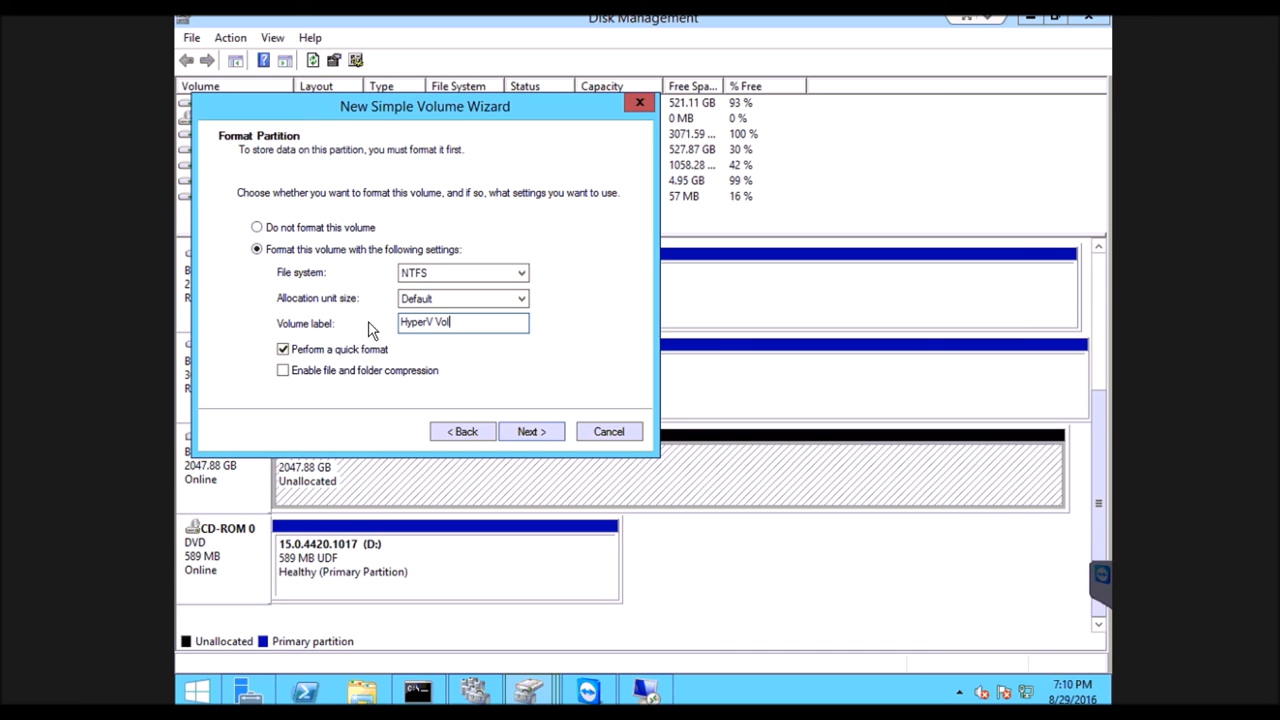 Disk Management
File Action View Help
Volume Layout Type File System Status Capacity Free Spa... % Free
521.11 GB 93 %
0 MB 0 %
3071.59 ... 100 %
527.87 GB 30 %
1058.28 ... 42 %
4.95 GB 99 %
57 MB 16 %
New Simple Volume Wizard
Format Partition
To store data on this partition, you must format it first.
Choose whether you want to format this volume, and if so, what settings you want to use.
Do not format this volume
Format this volume with the following settings:
File system: NTFS
Allocation unit size: Default
Volume label: HyperV Vol
Perform a quick format
Enable file and folder compression
< Back Next > Cancel
2047.88 GB
Online
2047.88 GB
Unallocated
CD-ROM 0
DVD
589 MB
Online
15.0.4420.1017 (D:)
589 MB UDF
Healthy (Primary Partition)
Unallocated Primary partition
7:10 PM
8/29/2016